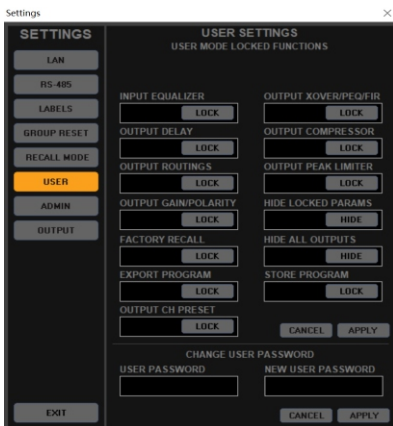 Settings
SETTINGS
LAN
RS-485
LABELS
GROUP RESET
RECALL MODE
USER
ADMIN
OUTPUT
EXIT
USER SETTINGS
USER MODE LOCKED FUNCTIONS
INPUT EQUALIZER OUTPUT XOVER/PEQ/FIR
LOCK LOCK
OUTPUT DELAY OUTPUT COMPRESSOR
LOCK LOCK
OUTPUT ROUTINGS OUTPUT PEAK LIMITER
LOCK LOCK
OUTPUT GAIN/POLARITY HIDE LOCKED PARAMS
LOCK HIDE
FACTORY RECALL HIDE ALL OUTPUTS
LOCK HIDE
EXPORT PROGRAM STORE PROGRAM
LOCK LOCK
OUTPUT CH PRESET
LOCK CANCEL APPLY
CHANGE USER PASSWORD
USER PASSWORD NEW USER PASSWORD
CANCEL APPLY